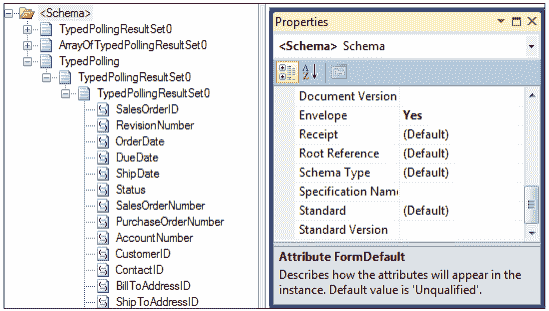 <Schema>
TypedPollingResultSet0
ArrayOfTypedPollingResultSet0
TypedPolling
TypedPollingResultSet0
TypedPollingResultSet0
SalesOrderID
RevisionNumber
OrderDate
DueDate
ShipDate
Status
SalesOrderNumber
PurchaseOrderNumber
AccountNumber
CustomerID
ContactID
BillToAddressID
ShipToAddressID
Properties
<Schema> Schema
Document Version
Envelope Yes
Receipt (Default)
Root Reference (Default)
Schema Type (Default)
Specification Name
Standard (Default)
Standard Version
Attribute FormDefault
Describes how the attributes will appear in the
instance. Default value is 'Unqualified'.